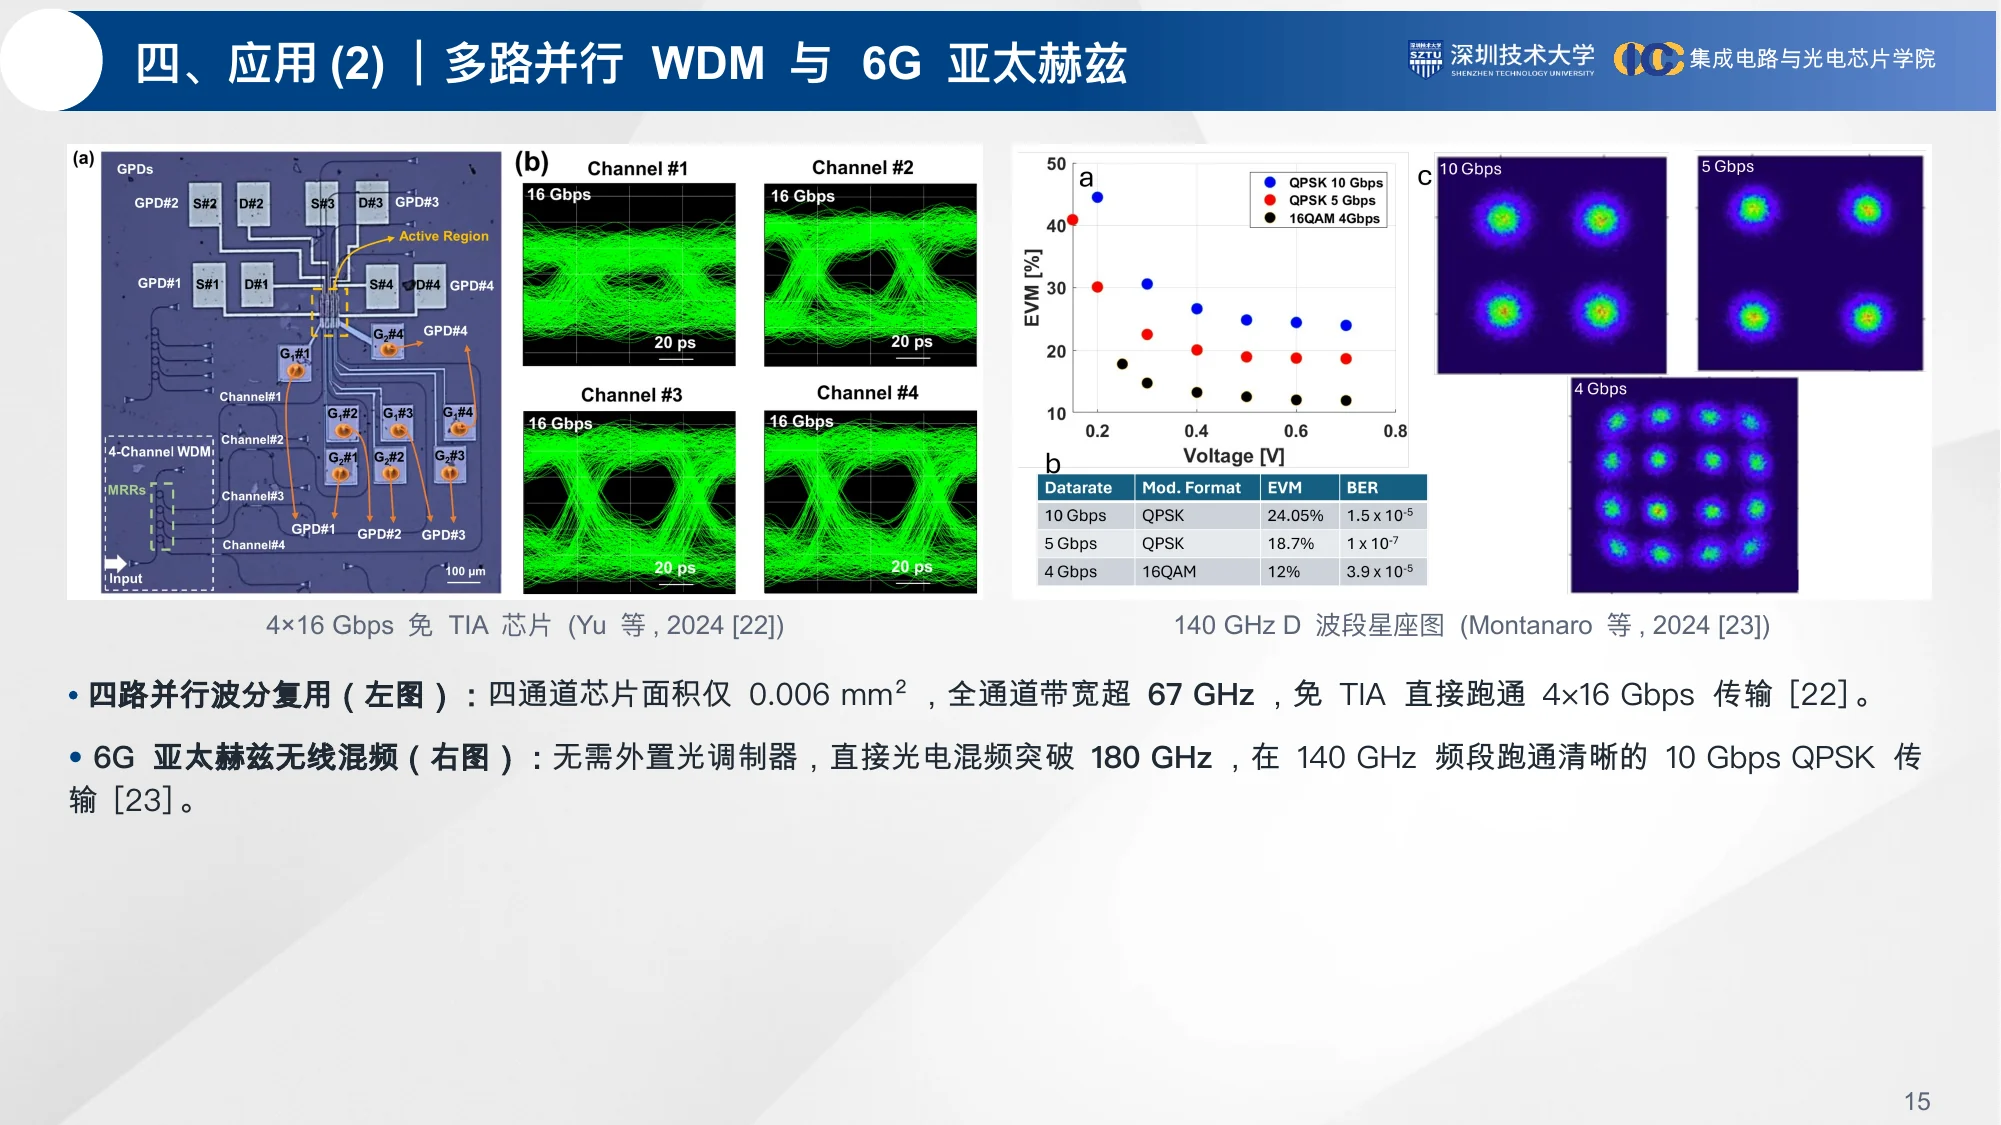 四、应用 (2) ｜多路并行 WDM 与 6G 亚太赫兹
SZTU
深圳技术大学
SHENZHEN TECHNOLOGY UNIVERSITY
集成电路与光电芯片学院
(a)
GPDs
GPD#2 S#2 D#2 S#3 D#3 GPD#3
Active Region
GPD#1 S#1 D#1 S#4 D#4 GPD#4
G₂#4 GPD#4
G₁#1
Channel#1
G₁#2 G₁#3 G₁#4
Channel#2
4-Channel WDM
G₂#1 G₂#2 G₂#3
MRRs
Channel#3
GPD#1 GPD#2 GPD#3
Channel#4
Input
100 μm
(b)
Channel #1
16 Gbps
20 ps
Channel #2
16 Gbps
20 ps
Channel #3
16 Gbps
20 ps
Channel #4
16 Gbps
20 ps
a
50
40
30
20
10
EVM [%]
QPSK 10 Gbps
QPSK 5 Gbps
16QAM 4Gbps
0.2 0.4 0.6 0.8
Voltage [V]
b
Datarate Mod. Format EVM BER
10 Gbps QPSK 24.05% 1.5 x 10⁻⁵
5 Gbps QPSK 18.7% 1 x 10⁻⁷
4 Gbps 16QAM 12% 3.9 x 10⁻⁵
c
10 Gbps
5 Gbps
4 Gbps
4×16 Gbps 免 TIA 芯片 (Yu 等 , 2024 [22])
140 GHz D 波段星座图 (Montanaro 等 , 2024 [23])
• 四路并行波分复用（左图）：四通道芯片面积仅 0.006 mm²，全通道带宽超 67 GHz，免 TIA 直接跑通 4×16 Gbps 传输 [22]。
• 6G 亚太赫兹无线混频（右图）：无需外置光调制器，直接光电混频突破 180 GHz，在 140 GHz 频段跑通清晰的 10 Gbps QPSK 传
输 [23]。
15